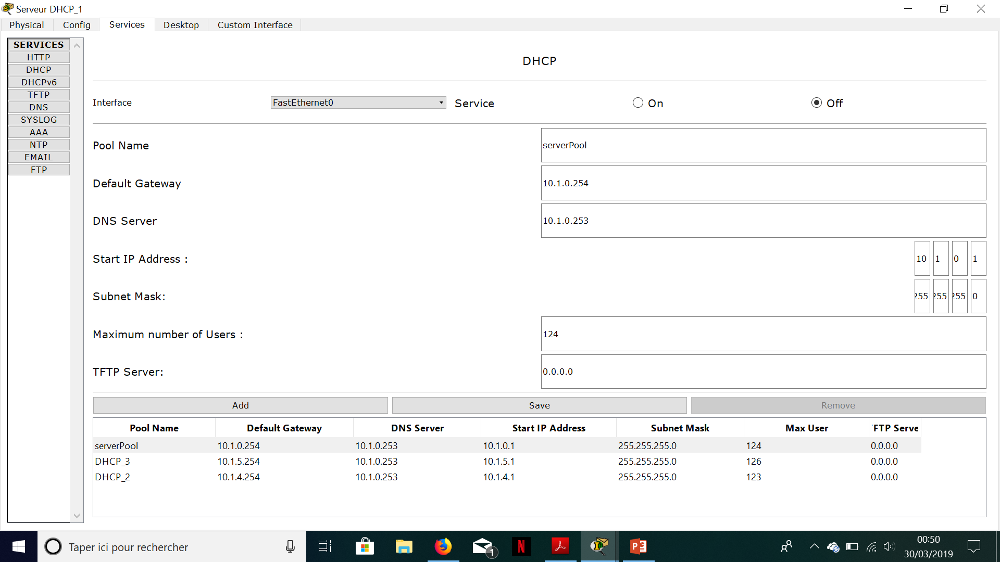 Serveur DHCP_1
Physical Config Services Desktop Custom Interface
SERVICES
HTTP
DHCP
DHCPv6
TFTP
DNS
SYSLOG
AAA
NTP
EMAIL
FTP
DHCP
Interface FastEthernet0 Service On Off
Pool Name serverPool
Default Gateway 10.1.0.254
DNS Server 10.1.0.253
Start IP Address : 10 1 0 1
Subnet Mask: 255 255 255 0
Maximum number of Users : 124
TFTP Server: 0.0.0.0
Add Save Remove
Pool Name Default Gateway DNS Server Start IP Address Subnet Mask Max User FTP Serve
serverPool 10.1.0.254 10.1.0.253 10.1.0.1 255.255.255.0 124 0.0.0.0
DHCP_3 10.1.5.254 10.1.0.253 10.1.5.1 255.255.255.0 126 0.0.0.0
DHCP_2 10.1.4.254 10.1.0.253 10.1.4.1 255.255.255.0 123 0.0.0.0
Taper ici pour rechercher
1
N
00:50
30/03/2019